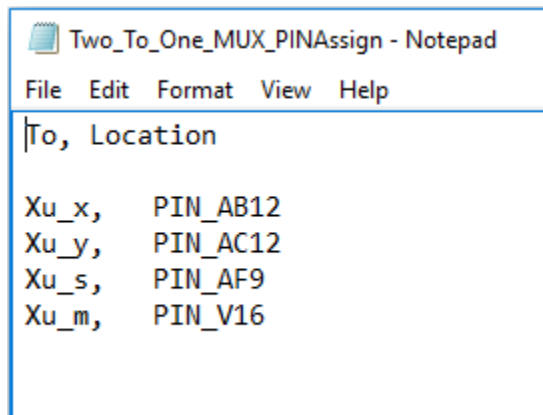 Two_To_One_MUX_PINAssign - Notepad
File Edit Format View Help
To, Location
Xu_x, PIN_AB12
Xu_y, PIN_AC12
Xu_s, PIN_AF9
Xu_m, PIN_V16